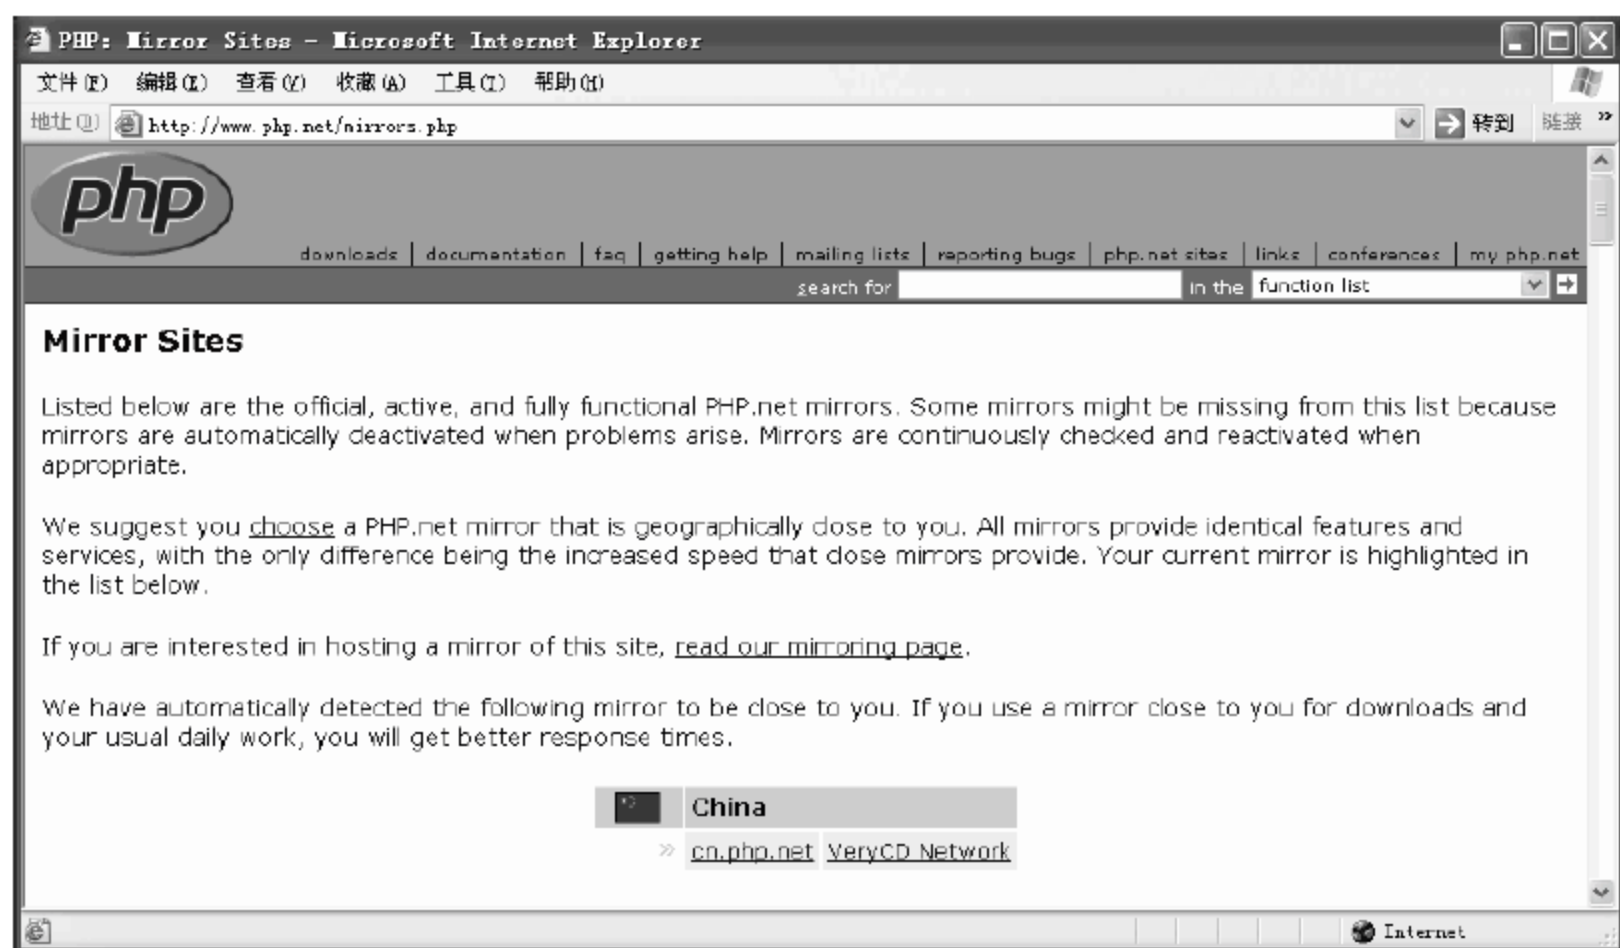 PHP: Mirror Sites - Microsoft Internet Explorer
文件(F) 编辑(E) 查看(V) 收藏(A) 工具(T) 帮助(H)
地址(D) http://www.php.net/mirrors.php 转到 链接 »
php
downloads | documentation | faq | getting help | mailing lists | reporting bugs | php.net sites | links | conferences | my php.net
search for in the function list
Mirror Sites
Listed below are the official, active, and fully functional PHP.net mirrors. Some mirrors might be missing from this list because
mirrors are automatically deactivated when problems arise. Mirrors are continuously checked and reactivated when
appropriate.
We suggest you choose a PHP.net mirror that is geographically close to you. All mirrors provide identical features and
services, with the only difference being the increased speed that close mirrors provide. Your current mirror is highlighted in
the list below.
If you are interested in hosting a mirror of this site, read our mirroring page.
We have automatically detected the following mirror to be close to you. If you use a mirror close to you for downloads and
your usual daily work, you will get better response times.
China
» cn.php.net VeryCD Network
Internet